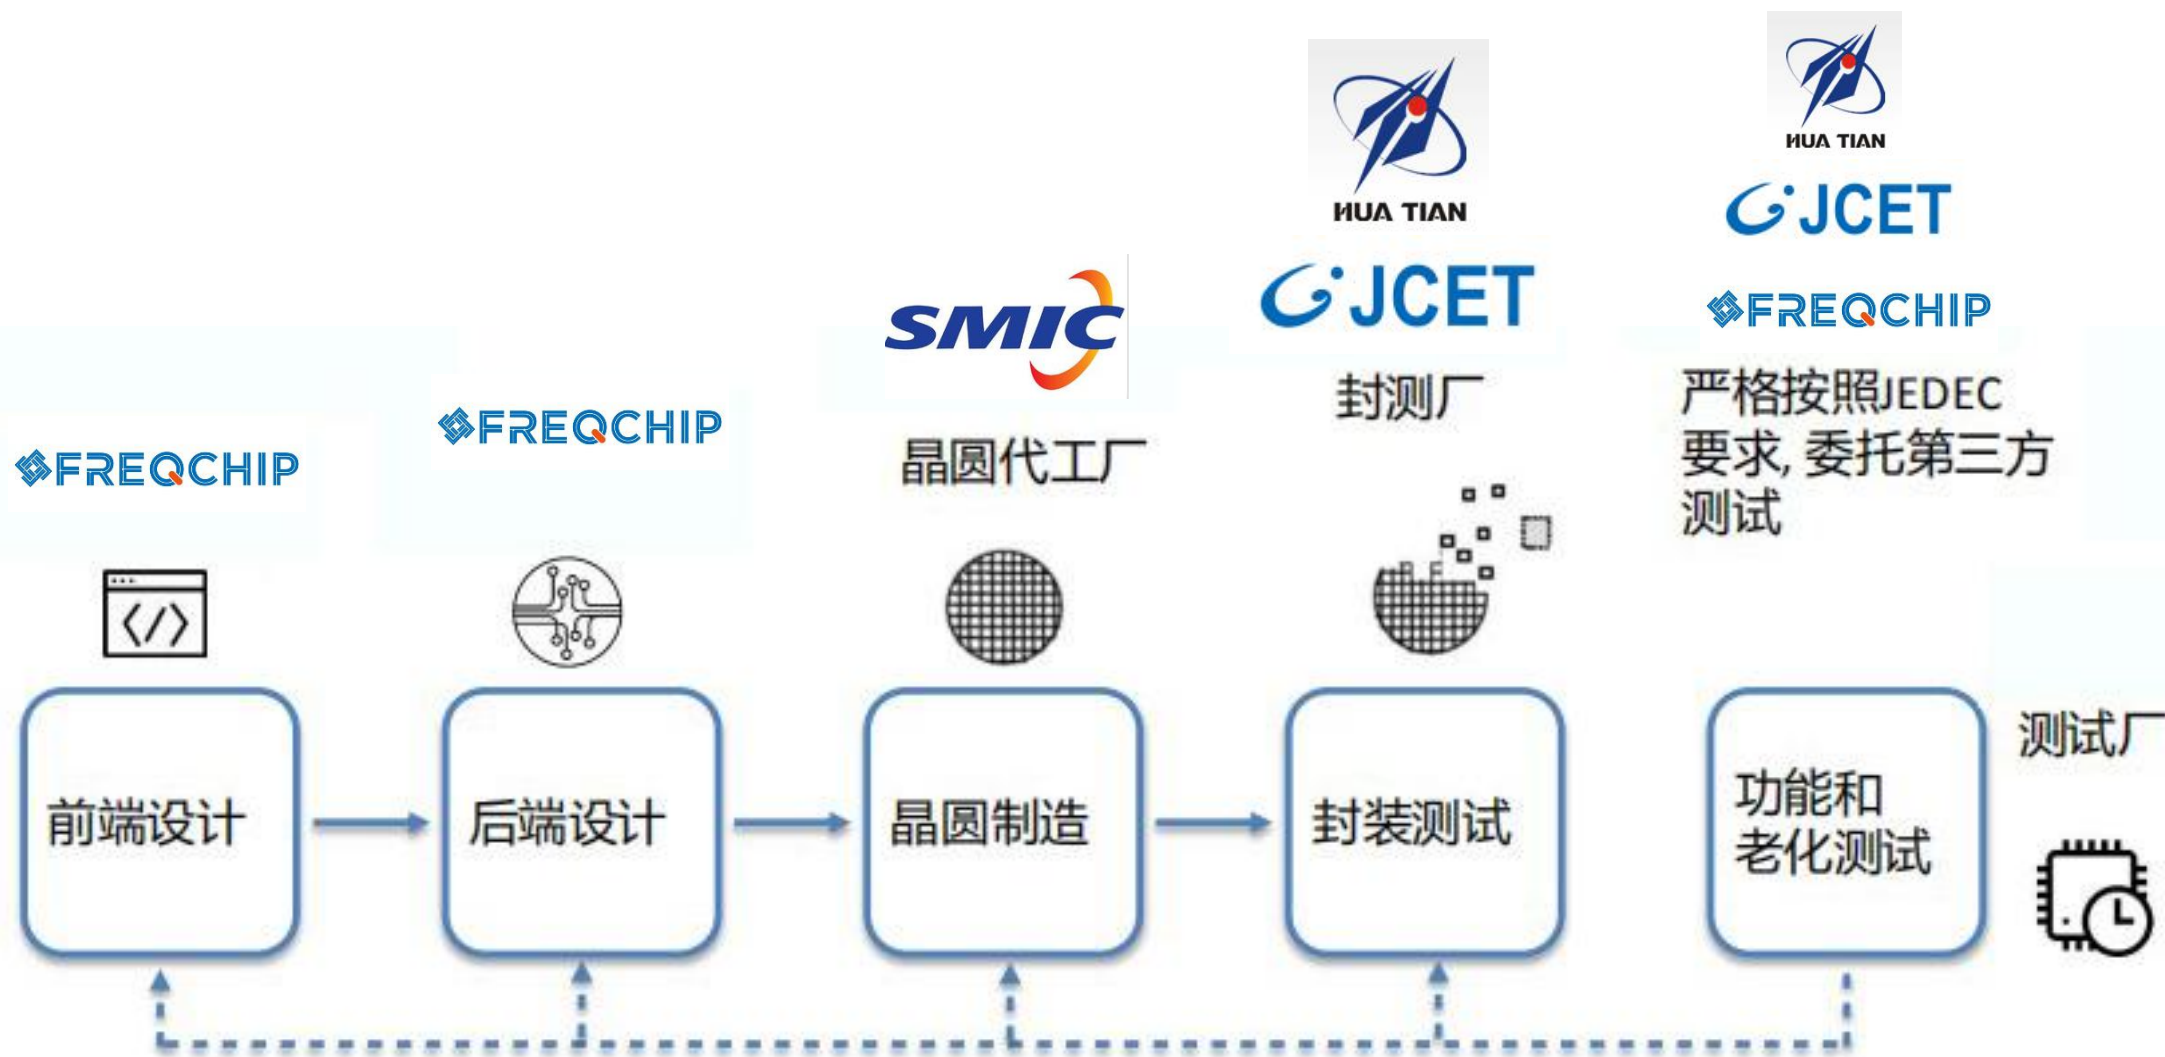 HUA TIAN
HUA TIAN
JCET
JCET
SMIC
FREQCHIP
封测厂
严格按照JEDEC
要求, 委托第三方
测试
FREQCHIP
晶圆代工厂
FREQCHIP
</>
测试厂
前端设计
后端设计
晶圆制造
封装测试
功能和
老化测试